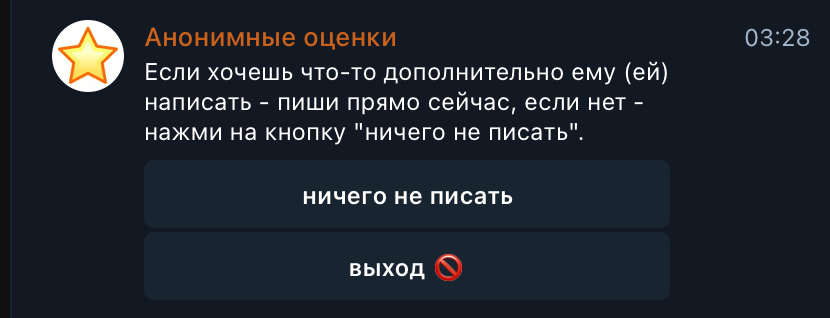 Анонимные оценки 03:28
Если хочешь что-то дополнительно ему (ей)
написать - пиши прямо сейчас, если нет -
нажми на кнопку "ничего не писать".
ничего не писать
выход 🚫